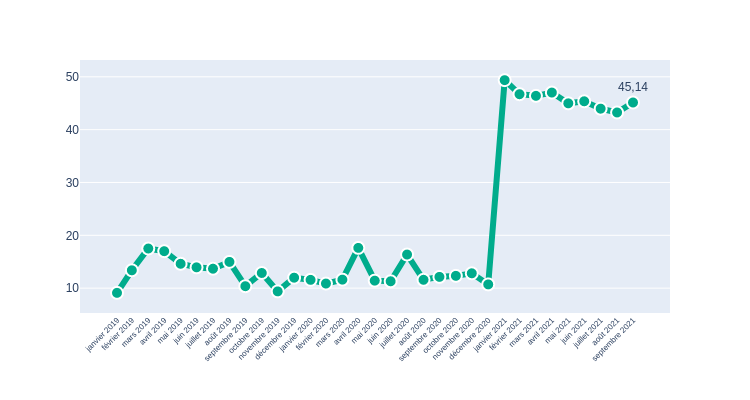 50
40
30
20
10
45,14
janvier 2019
février 2019
mars 2019
avril 2019
mai 2019
juin 2019
juillet 2019
août 2019
septembre 2019
octobre 2019
novembre 2019
décembre 2019
janvier 2020
février 2020
mars 2020
avril 2020
mai 2020
juin 2020
juillet 2020
août 2020
septembre 2020
octobre 2020
novembre 2020
décembre 2020
janvier 2021
février 2021
mars 2021
avril 2021
mai 2021
juin 2021
juillet 2021
août 2021
septembre 2021